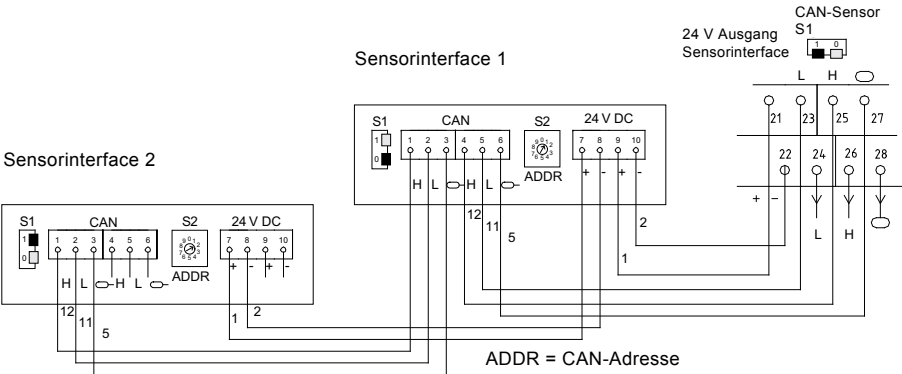 CAN-Sensor
24 V Ausgang S1
Sensorinterface 1 0
L H
21 23 25 27
22 24 26 28
+ −
L H
Sensorinterface 1
S1 CAN S2 24 V DC
1 1 2 3 4 5 6 7 8 9 10
0
ADDR
H L H L + - + -
12 11 5 1 2
Sensorinterface 2
S1 CAN S2 24 V DC
1 1 2 3 4 5 6 7 8 9 10
0
ADDR
H L H L + - + -
12 11 5 1 2
ADDR = CAN-Adresse